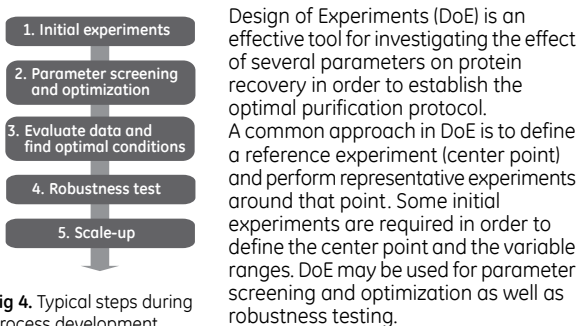 1. Initial experiments
2. Parameter screening
and optimization
3. Evaluate data and
find optimal conditions
4. Robustness test
5. Scale-up
ig 4. Typical steps during
rocess development
Design of Experiments (DoE) is an
effective tool for investigating the effect
of several parameters on protein
recovery in order to establish the
optimal purification protocol.
A common approach in DoE is to define
a reference experiment (center point)
and perform representative experiments
around that point. Some initial
experiments are required in order to
define the center point and the variable
ranges. DoE may be used for parameter
screening and optimization as well as
robustness testing.